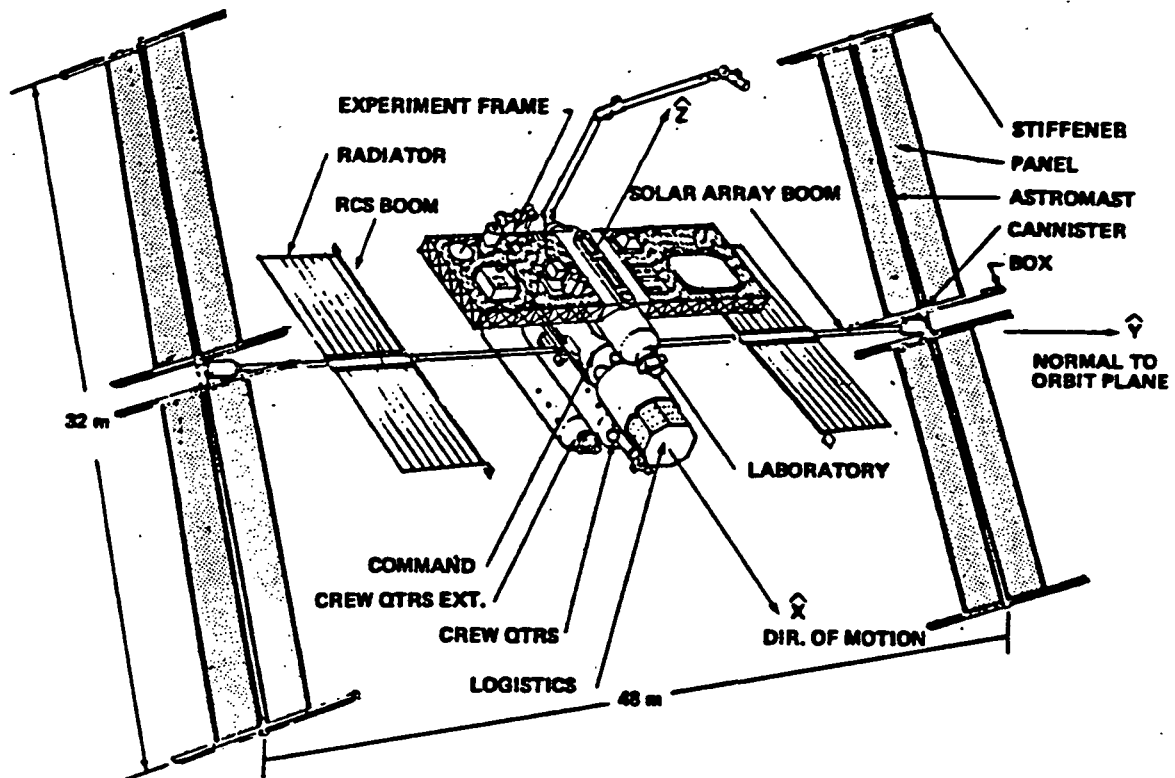 EXPERIMENT FRAME
RADIATOR
RCS BOOM
Ẑ
SOLAR ARRAY BOOM
STIFFENER
PANEL
ASTROMAST
CANNISTER
BOX
Ŷ
NORMAL TO
ORBIT PLANE
32 m
LABORATORY
COMMAND
CREW QTRS EXT.
CREW QTRS
LOGISTICS
X̂
DIR. OF MOTION
48 m